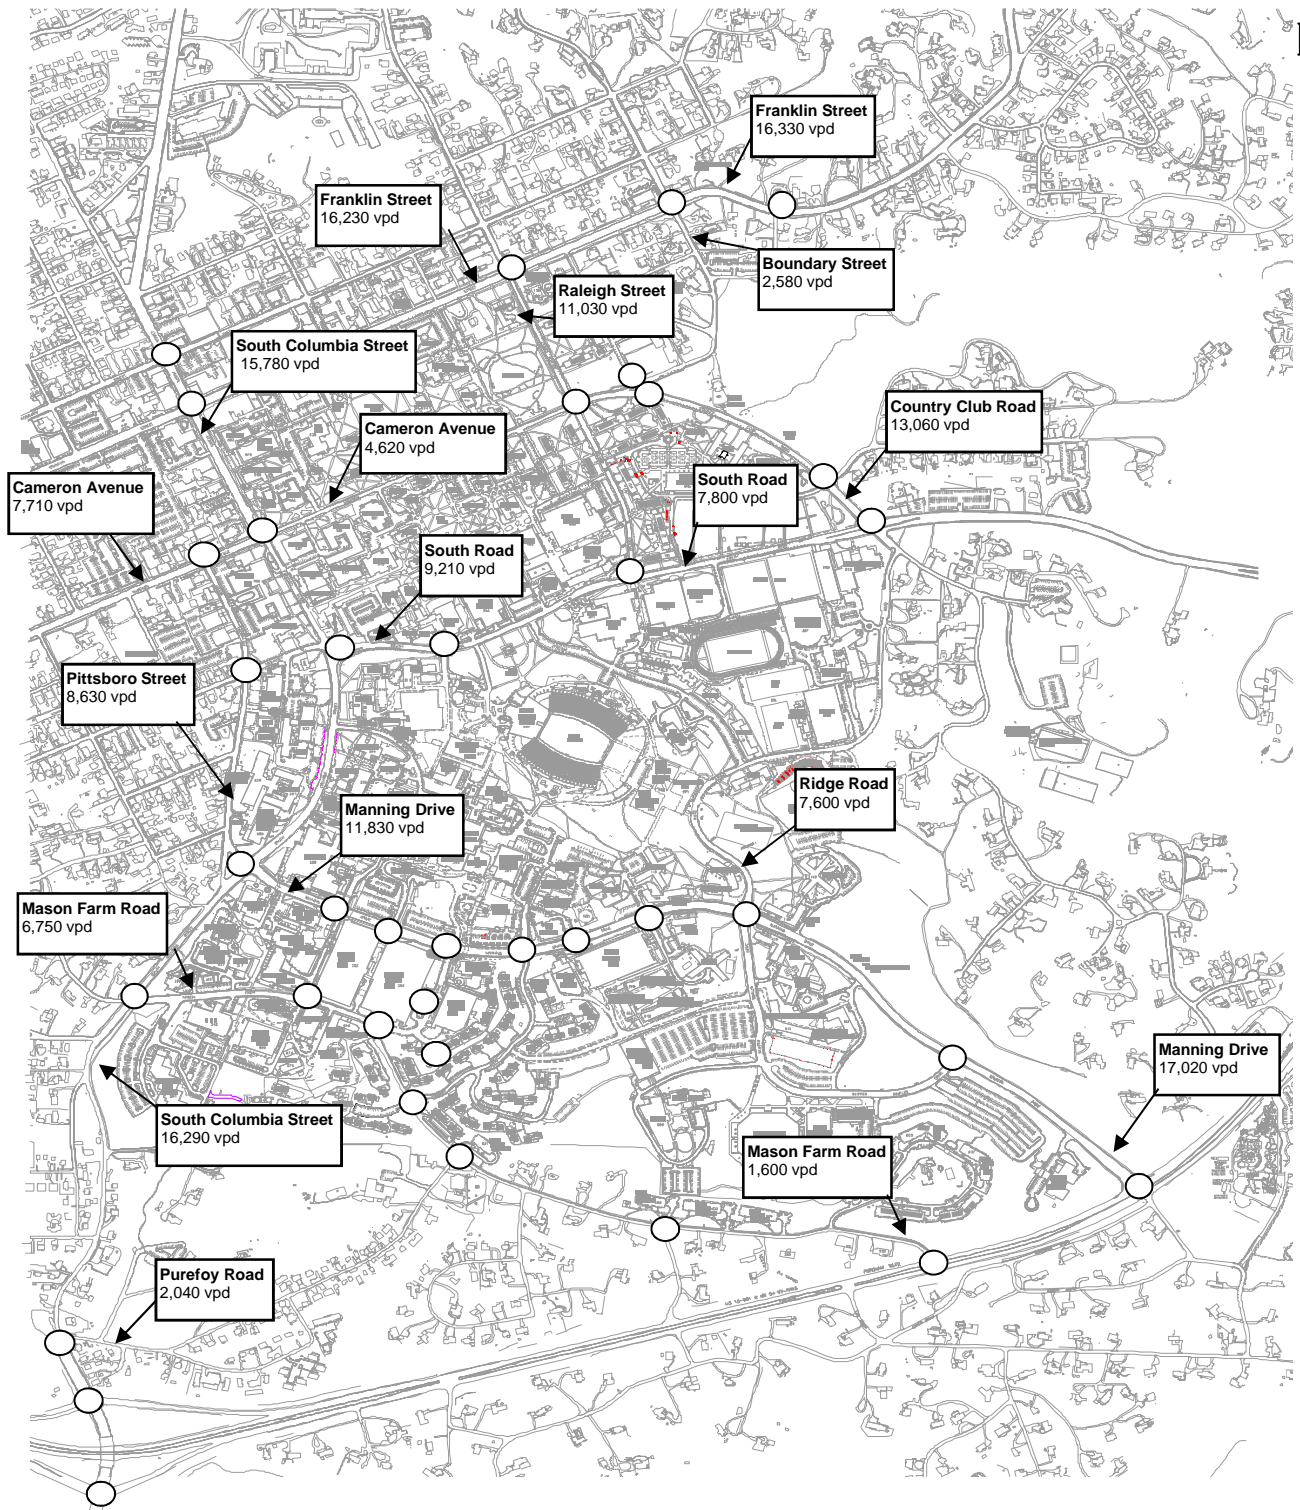 Franklin Street
16,330 vpd
Franklin Street
16,230 vpd
Boundary Street
2,580 vpd
Raleigh Street
11,030 vpd
South Columbia Street
15,780 vpd
Country Club Road
13,060 vpd
Cameron Avenue
4,620 vpd
South Road
7,800 vpd
Cameron Avenue
7,710 vpd
South Road
9,210 vpd
Pittsboro Street
8,630 vpd
Ridge Road
7,600 vpd
Manning Drive
11,830 vpd
Mason Farm Road
6,750 vpd
Manning Drive
17,020 vpd
South Columbia Street
16,290 vpd
Mason Farm Road
1,600 vpd
Purefoy Road
2,040 vpd